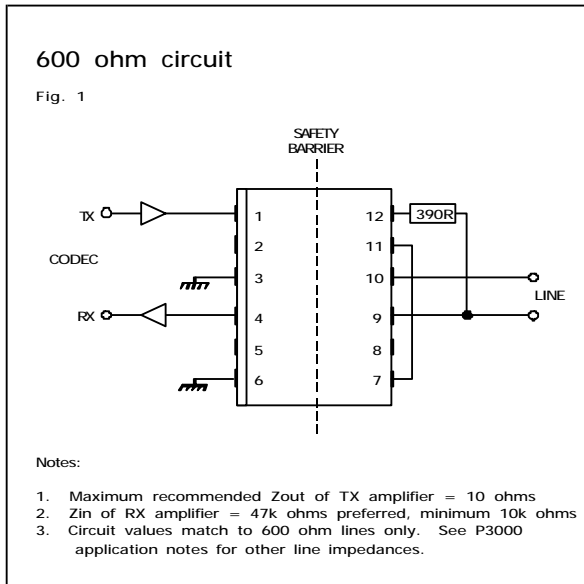 600 ohm circuit
Fig. 1
SAFETY
BARRIER
TX
1
12
390R
2
11
CODEC
3
10
LINE
RX
4
9
5
8
6
7
Notes:
1. Maximum recommended Zout of TX amplifier = 10 ohms
2. Zin of RX amplifier = 47k ohms preferred, minimum 10k ohms
3. Circuit values match to 600 ohm lines only. See P3000
application notes for other line impedances.